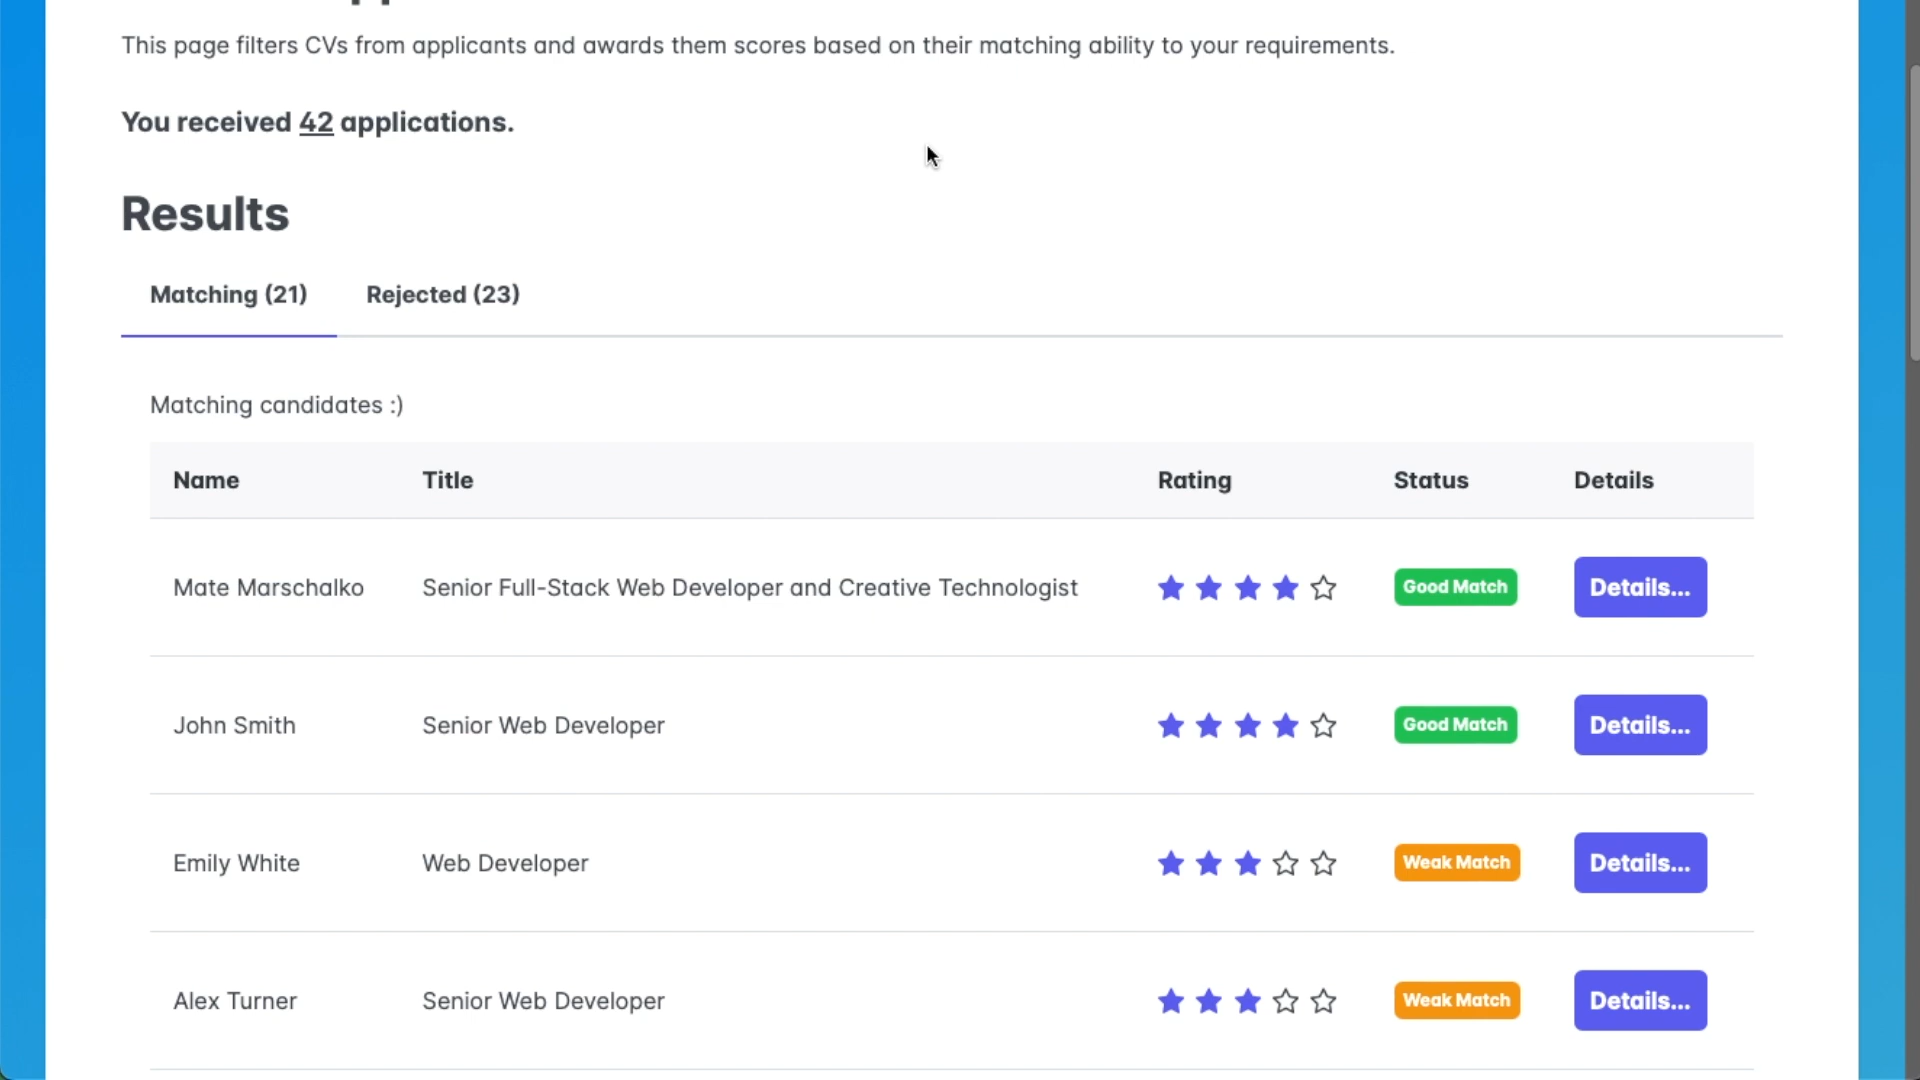 This page filters CVs from applicants and awards them scores based on their matching ability to your requirements.
You received 42 applications.
Results
Matching (21) Rejected (23)
Matching candidates :)
Name Title Rating Status Details
Mate Marschalko Senior Full-Stack Web Developer and Creative Technologist Good Match Details...
John Smith Senior Web Developer Good Match Details...
Emily White Web Developer Weak Match Details...
Alex Turner Senior Web Developer Weak Match Details...